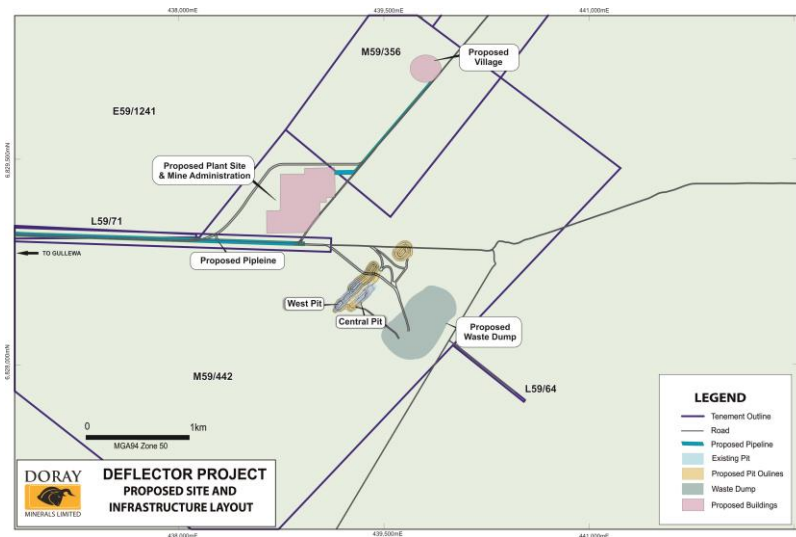 438,000mE
439,500mE
441,000mE
M59/356
Proposed
Village
E59/1241
6,829,500mN
Proposed Plant Site
& Mine Administration
L59/71
Proposed Pipleine
TO GULLEWA
West Pit
Central Pit
Proposed
Waste Dump
6,828,000mN
M59/442
L59/64
0 1km
MGA94 Zone 50
LEGEND
Tenement Outline
Road
Proposed Pipeline
Existing Pit
Proposed Pit Oulines
Waste Dump
Proposed Buildings
DORAY
MINERALS LIMITED
DEFLECTOR PROJECT
PROPOSED SITE AND
INFRASTRUCTURE LAYOUT
438,000mE
439,500mE
441,000mE